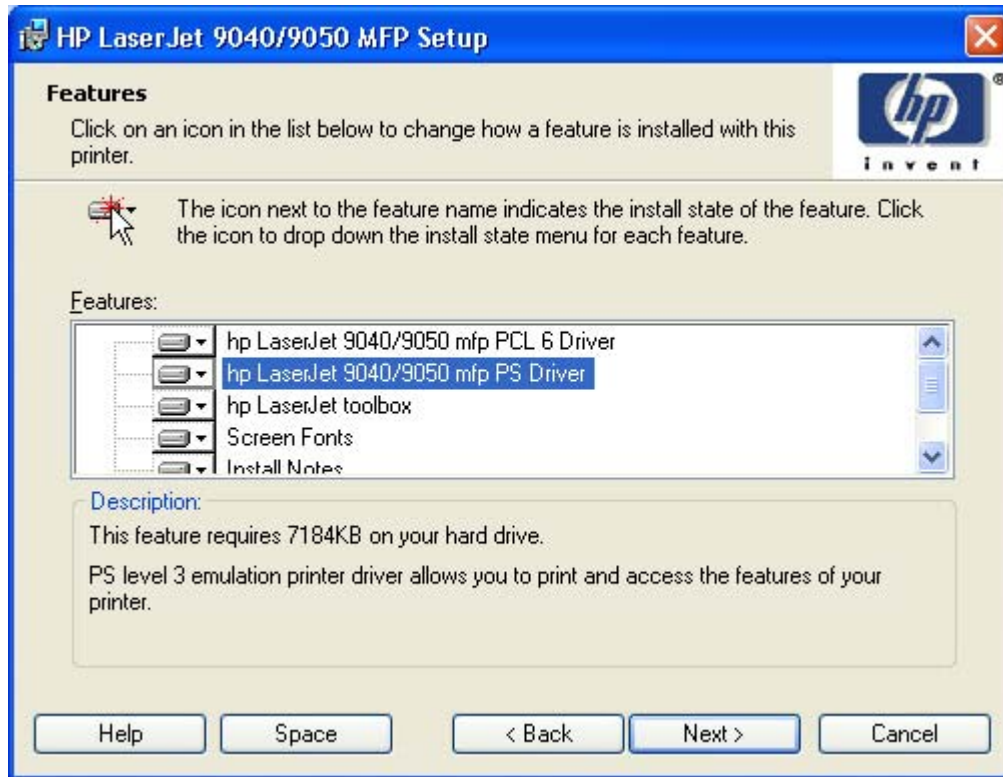 HP LaserJet 9040/9050 MFP Setup
Features
Click on an icon in the list below to change how a feature is installed with this
printer.
hp
®
invent
The icon next to the feature name indicates the install state of the feature. Click
the icon to drop down the install state menu for each feature.
Features:
hp LaserJet 9040/9050 mfp PCL 6 Driver
hp LaserJet 9040/9050 mfp PS Driver
hp LaserJet toolbox
Screen Fonts
Install Notes
Description:
This feature requires 7184KB on your hard drive.
PS level 3 emulation printer driver allows you to print and access the features of your
printer.
Help
Space
< Back
Next >
Cancel